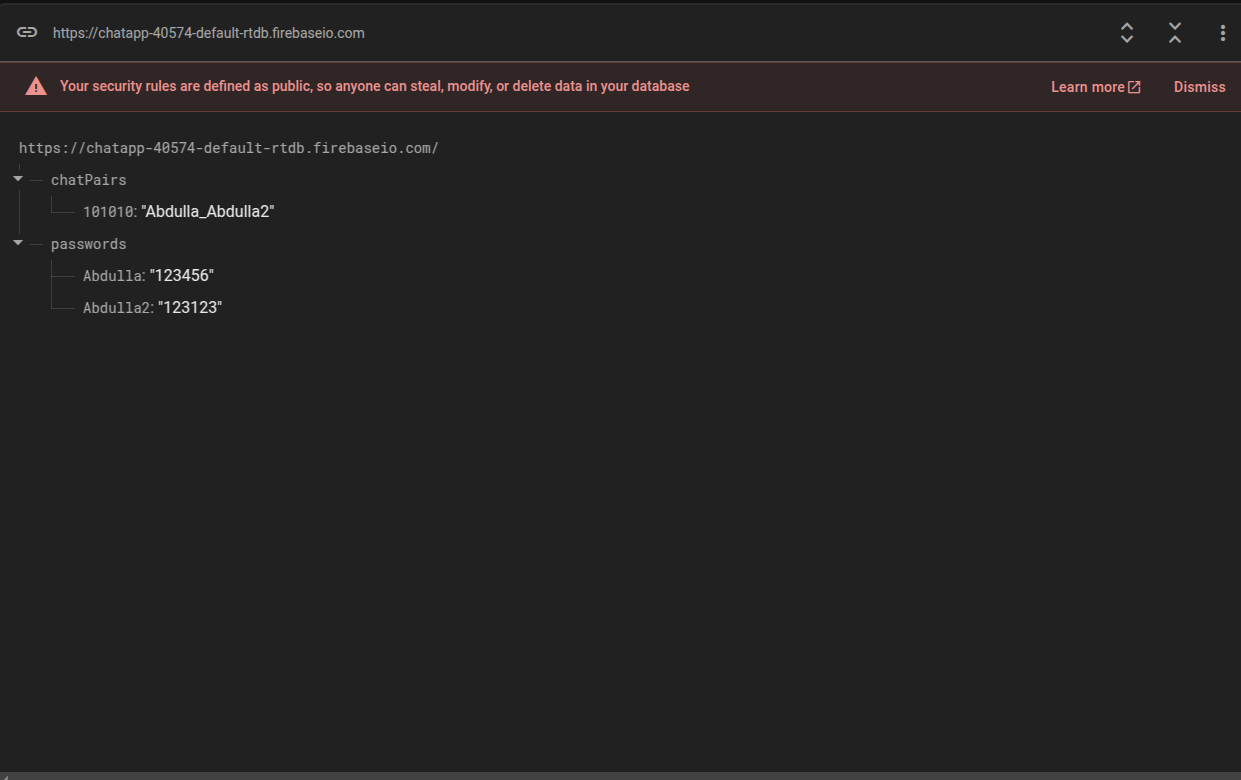 https://chatapp-40574-default-rtdb.firebaseio.com
Your security rules are defined as public, so anyone can steal, modify, or delete data in your database Learn more Dismiss
https://chatapp-40574-default-rtdb.firebaseio.com/
chatPairs
101010: "Abdulla_Abdulla2"
passwords
Abdulla: "123456"
Abdulla2: "123123"